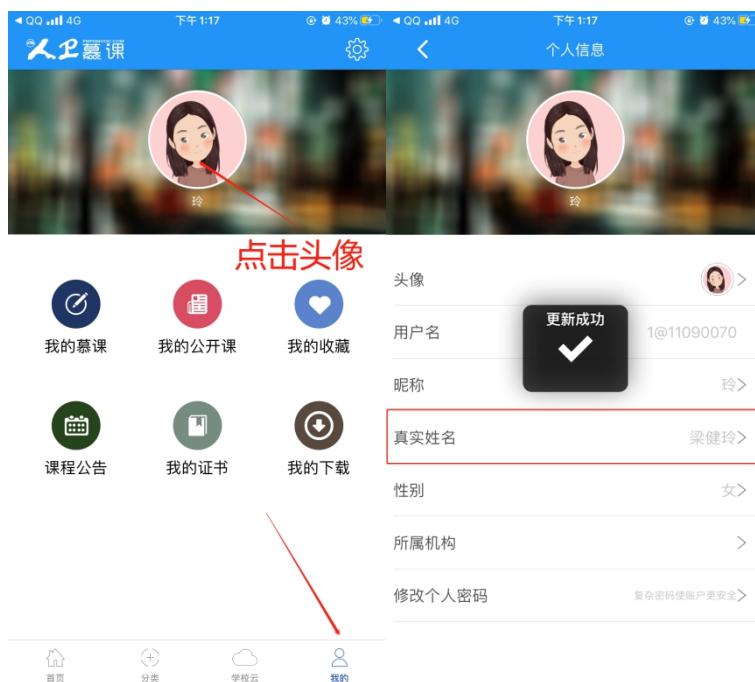 QQ 4G 下午1:17 43%
人卫慕课
玲
点击头像
我的慕课 我的公开课 我的收藏
课程公告 我的证书 我的下载
首页 分类 学校云 我的
QQ 4G 下午1:17 43%
个人信息
玲
头像
更新成功
用户名 1@11090070
昵称 玲
真实姓名 梁健玲
性别 女
所属机构
修改个人密码 复杂密码使账户更安全